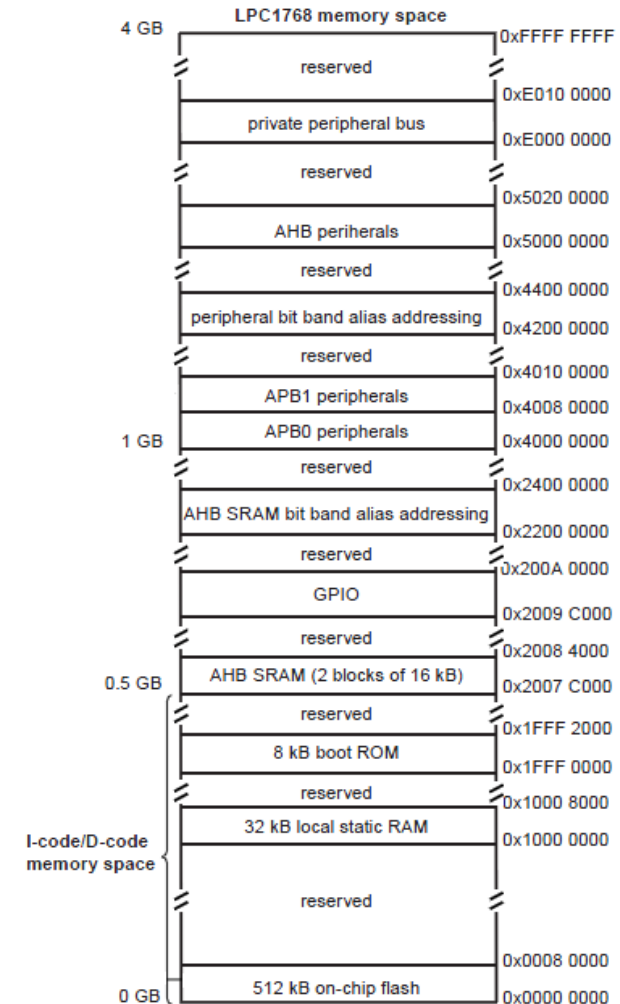 LPC1768 memory space
4 GB
0xFFFF FFFF
reserved
0xE010 0000
private peripheral bus
0xE000 0000
reserved
0x5020 0000
AHB periherals
0x5000 0000
reserved
0x4400 0000
peripheral bit band alias addressing
0x4200 0000
reserved
0x4010 0000
APB1 peripherals
0x4008 0000
APB0 peripherals
1 GB
0x4000 0000
reserved
0x2400 0000
AHB SRAM bit band alias addressing
0x2200 0000
reserved
0x200A 0000
GPIO
0x2009 C000
reserved
0x2008 4000
AHB SRAM (2 blocks of 16 kB)
0.5 GB
0x2007 C000
reserved
0x1FFF 2000
8 kB boot ROM
0x1FFF 0000
reserved
0x1000 8000
32 kB local static RAM
0x1000 0000
I-code/D-code
memory space
reserved
0x0008 0000
512 kB on-chip flash
0 GB
0x0000 0000